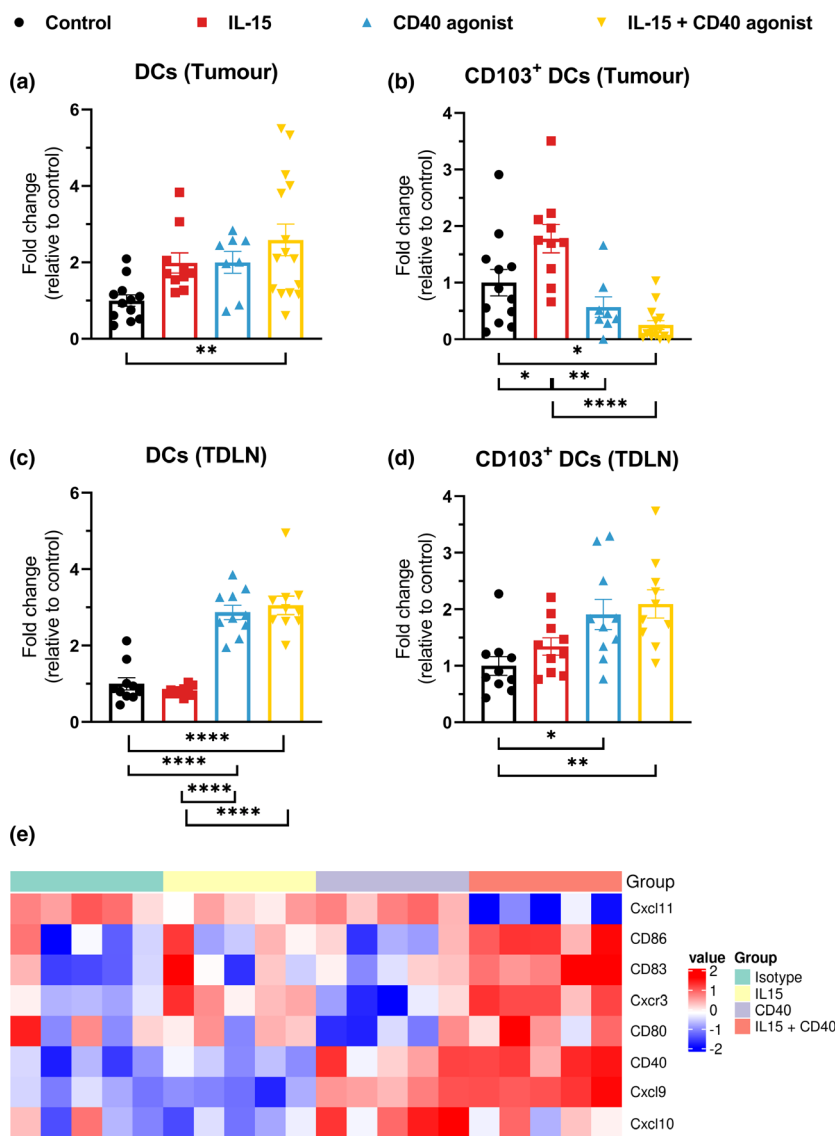 Control IL-15 CD40 agonist IL-15 + CD40 agonist
(a) DCs (Tumour)
Fold change
(relative to control)
6
4
2
0
**
(b) CD103+ DCs (Tumour)
Fold change
(relative to control)
4
3
2
1
0
*
* **
****
(c) DCs (TDLN)
Fold change
(relative to control)
6
4
2
0
****
****
****
****
(d) CD103+ DCs (TDLN)
Fold change
(relative to control)
4
3
2
1
0
*
**
(e)
Group
Cxcl11
CD86
CD83
Cxcr3
CD80
CD40
Cxcl9
Cxcl10
value
2
1
0
-1
-2
Group
Isotype
IL15
CD40
IL15 + CD40